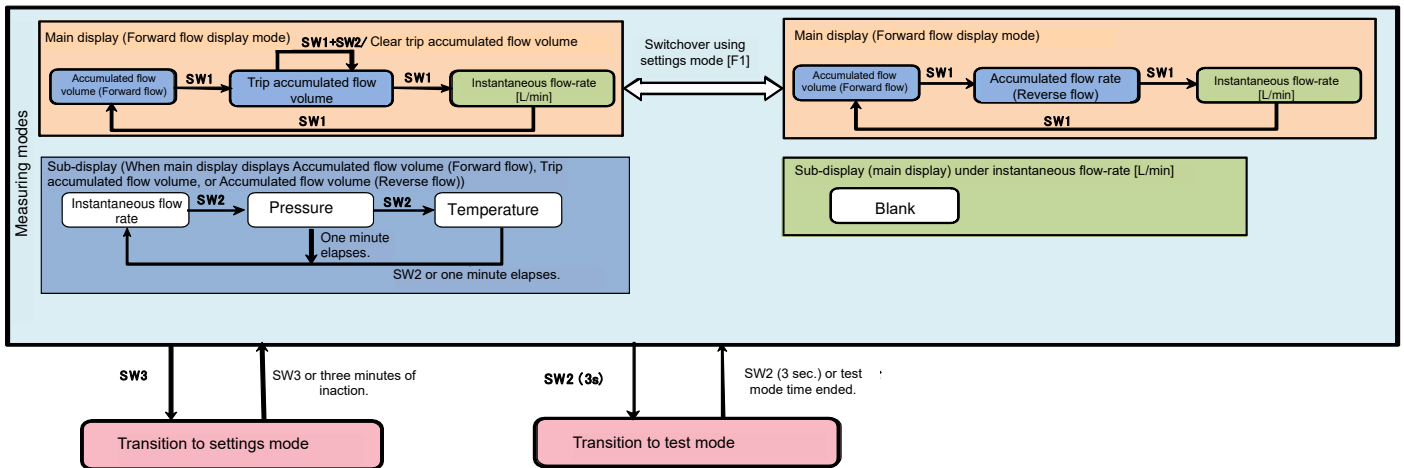 Measuring modes
Main display (Forward flow display mode)
SW1+SW2/ Clear trip accumulated flow volume
Accumulated flow
volume (Forward flow)
SW1
Trip accumulated flow
volume
SW1
Instantaneous flow-rate
[L/min]
SW1
Switchover using
settings mode [F1]
Main display (Forward flow display mode)
Accumulated flow
volume (Forward flow)
SW1
Accumulated flow rate
(Reverse flow)
SW1
Instantaneous flow-rate
[L/min]
SW1
Sub-display (When main display displays Accumulated flow volume (Forward flow), Trip
accumulated flow volume, or Accumulated flow volume (Reverse flow))
Instantaneous flow
rate
SW2
Pressure
SW2
Temperature
One minute
elapses.
SW2 or one minute elapses.
Sub-display (main display) under instantaneous flow-rate [L/min]
Blank
SW3
SW3 or three minutes of
inaction.
SW2 (3s)
SW2 (3 sec.) or test
mode time ended.
Transition to settings mode
Transition to test mode